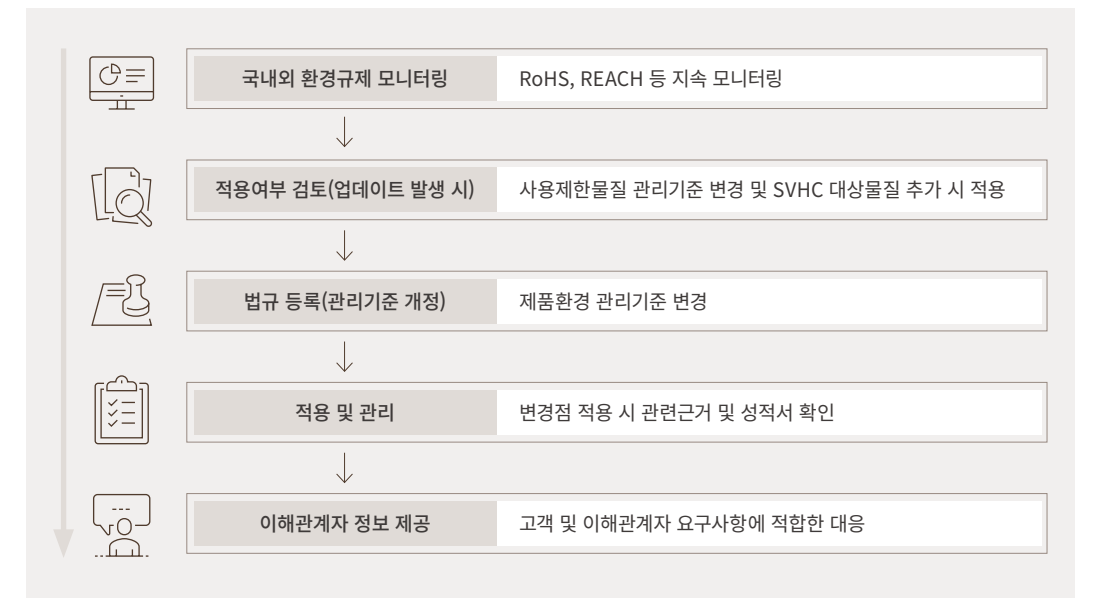 국내외 환경규제 모니터링
RoHS, REACH 등 지속 모니터링
적용여부 검토(업데이트 발생 시)
사용제한물질 관리기준 변경 및 SVHC 대상물질 추가 시 적용
법규 등록(관리기준 개정)
제품환경 관리기준 변경
적용 및 관리
변경점 적용 시 관련근거 및 성적서 확인
이해관계자 정보 제공
고객 및 이해관계자 요구사항에 적합한 대응